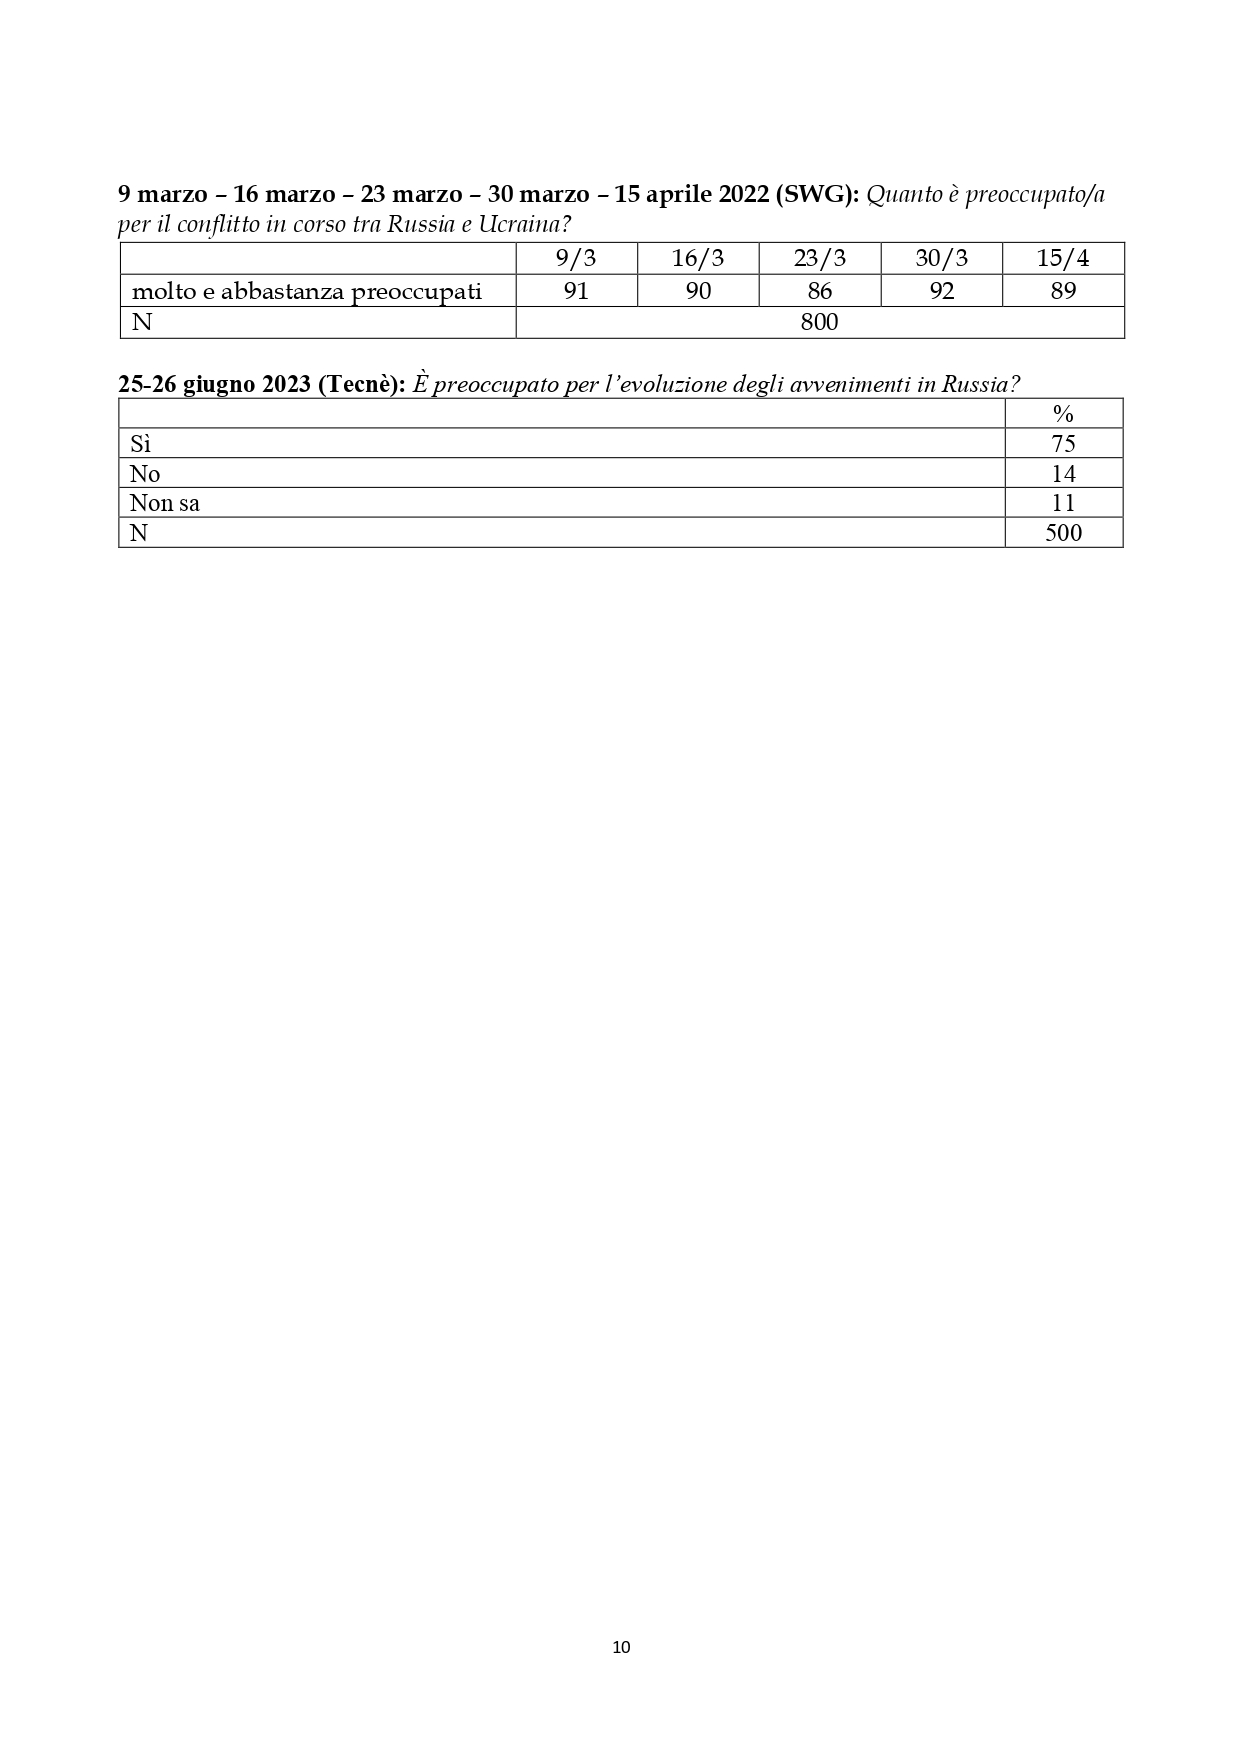 9 marzo – 16 marzo – 23 marzo – 30 marzo – 15 aprile 2022 (SWG): Quanto è preoccupato/a
per il conflitto in corso tra Russia e Ucraina?
9/3 16/3 23/3 30/3 15/4
molto e abbastanza preoccupati 91 90 86 92 89
N 800
25-26 giugno 2023 (Tecnè): È preoccupato per l’evoluzione degli avvenimenti in Russia?
%
Sì 75
No 14
Non sa 11
N 500
10